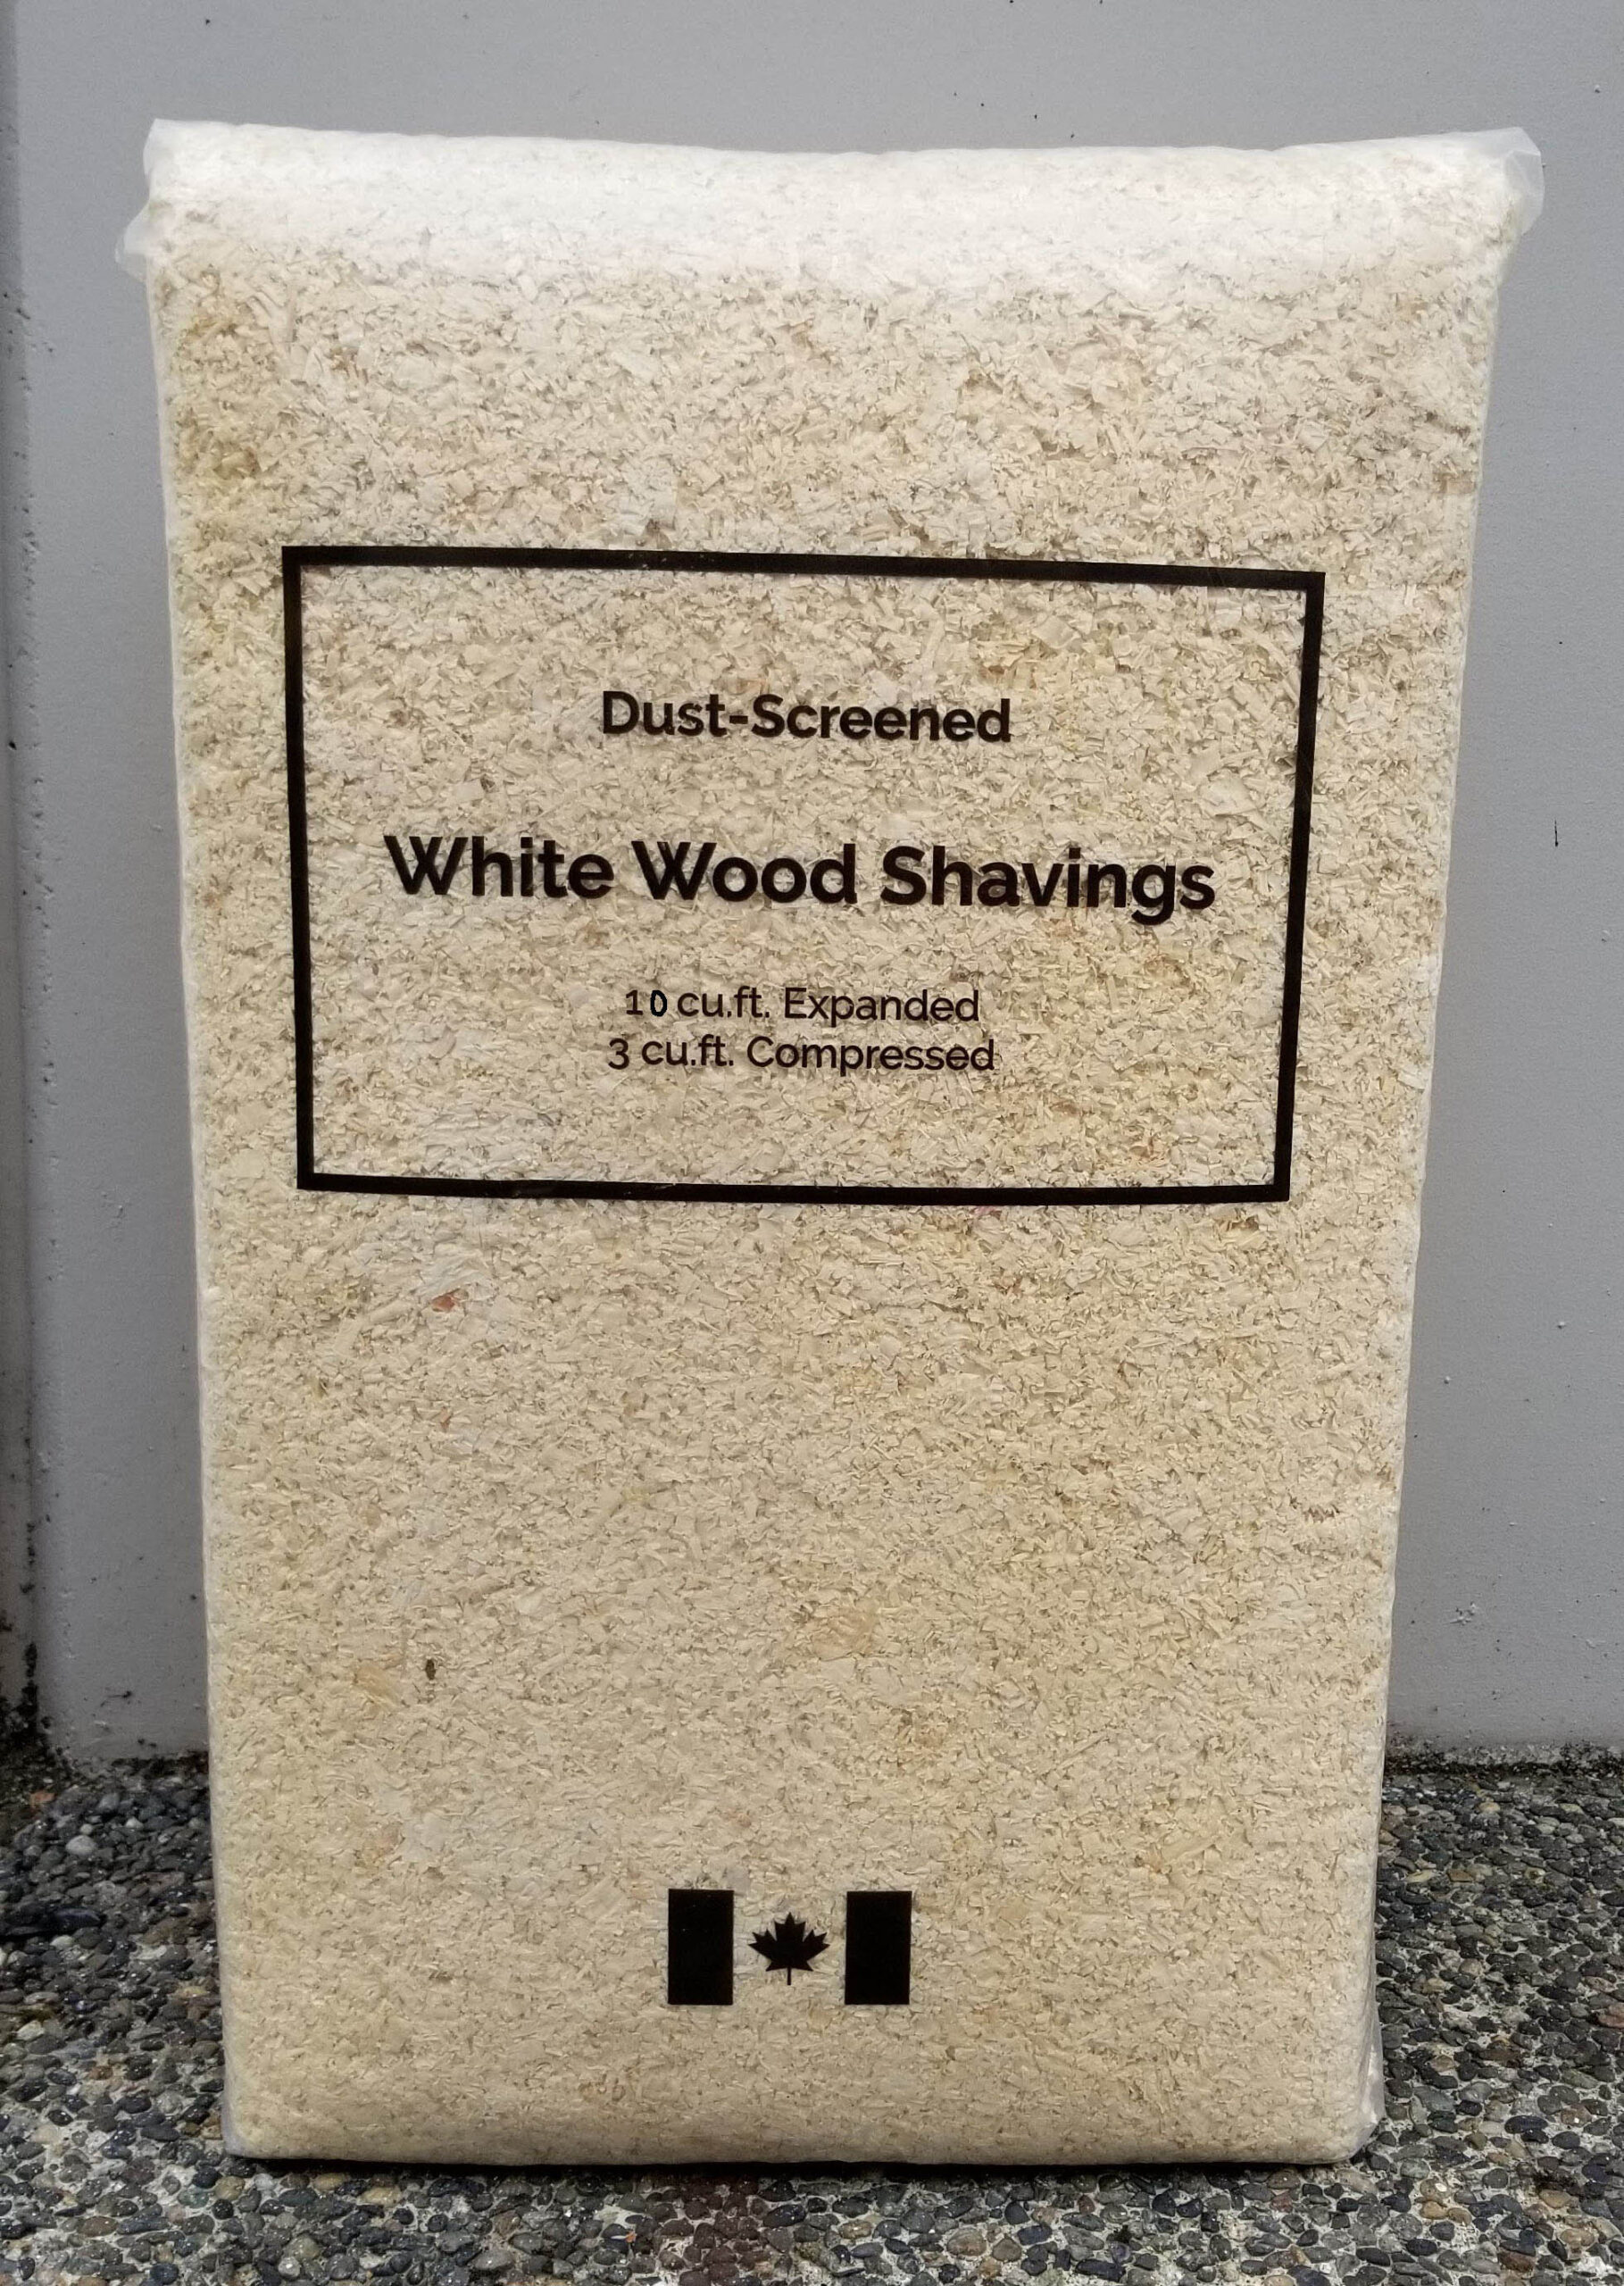 Dust-Screened
White Wood Shavings
10 cu.ft. Expanded
3 cu.ft. Compressed